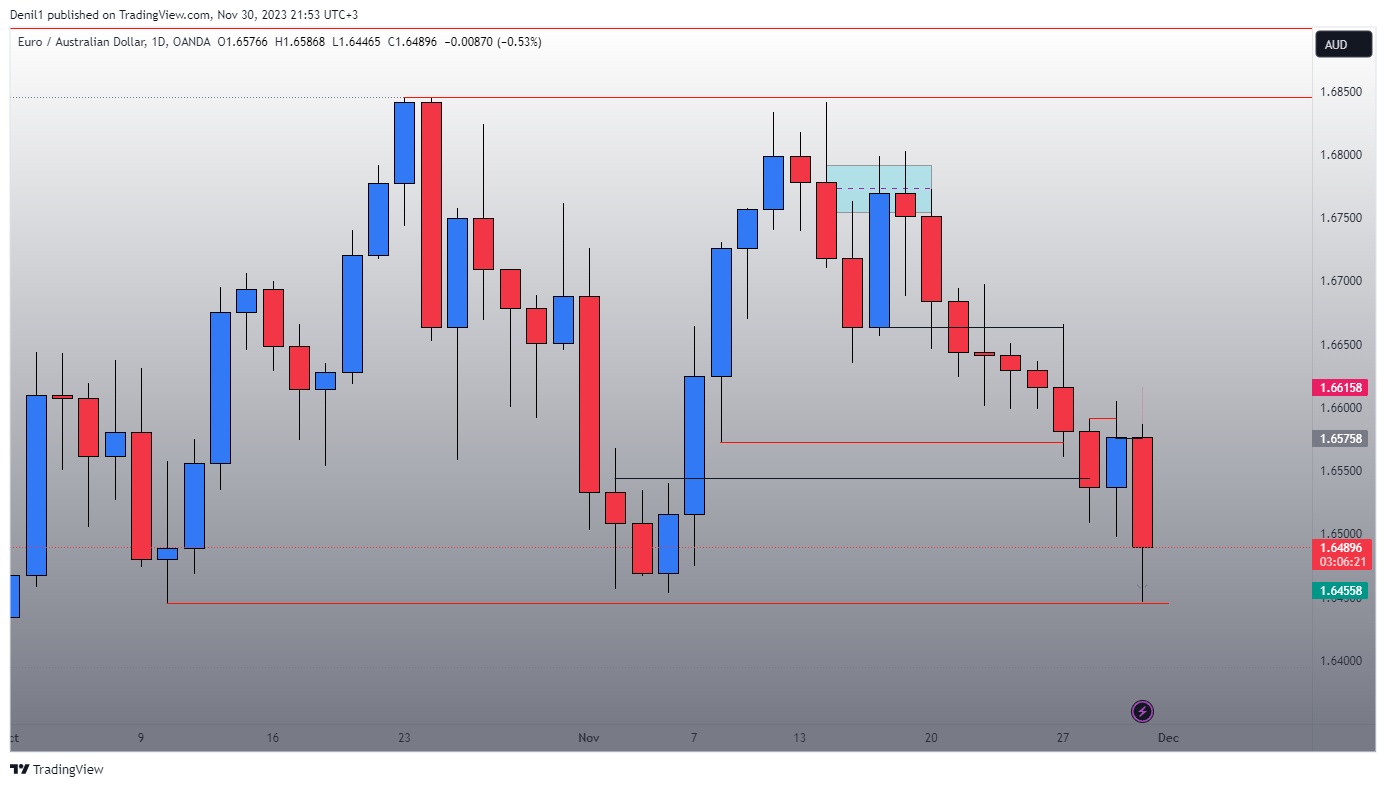 Denil1 published on TradingView.com, Nov 30, 2023 21:53 UTC+3
Euro / Australian Dollar, 1D, OANDA O1.65766 H1.65868 L1.64465 C1.64896 −0.00870 (−0.53%)
AUD
1.68500
1.68000
1.67500
1.67000
1.66500
1.66158
1.66000
1.65758
1.65500
1.65000
1.64896
03:06:21
1.64558
1.64000
9 16 23 Nov 7 13 20 27 Dec
TradingView